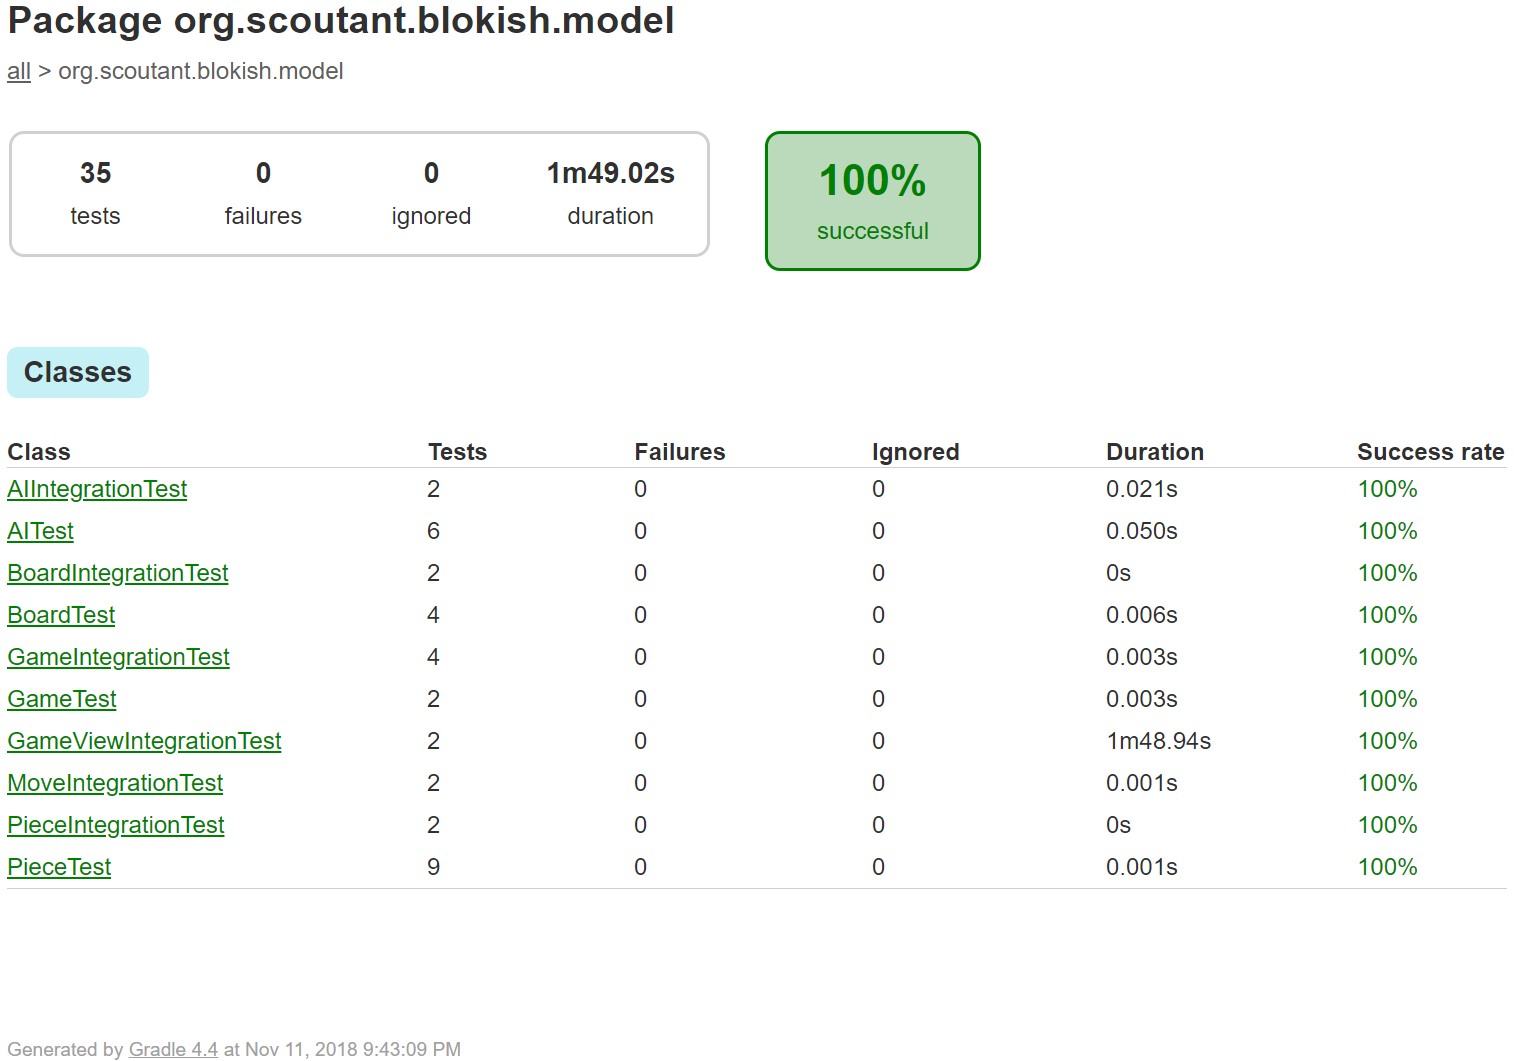 Package org.scoutant.blokish.model
all > org.scoutant.blokish.model
35 0 0 1m49.02s
tests failures ignored duration
100%
successful
Classes
Class Tests Failures Ignored Duration Success rate
AIIntegrationTest 2 0 0 0.021s 100%
AITest 6 0 0 0.050s 100%
BoardIntegrationTest 2 0 0 0s 100%
BoardTest 4 0 0 0.006s 100%
GameIntegrationTest 4 0 0 0.003s 100%
GameTest 2 0 0 0.003s 100%
GameViewIntegrationTest 2 0 0 1m48.94s 100%
MoveIntegrationTest 2 0 0 0.001s 100%
PieceIntegrationTest 2 0 0 0s 100%
PieceTest 9 0 0 0.001s 100%
Generated by Gradle 4.4 at Nov 11, 2018 9:43:09 PM